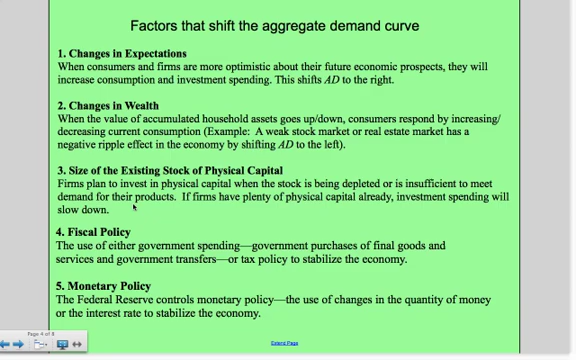 Factors that shift the aggregate demand curve
1. Changes in Expectations
When consumers and firms are more optimistic about their future economic prospects, they will
increase consumption and investment spending. This shifts AD to the right.
2. Changes in Wealth
When the value of accumulated household assets goes up/down, consumers respond by increasing/
decreasing current consumption (Example: A weak stock market or real estate market has a
negative ripple effect in the economy by shifting AD to the left).
3. Size of the Existing Stock of Physical Capital
Firms plan to invest in physical capital when the stock is being depleted or is insufficient to meet
demand for their products. If firms have plenty of physical capital already, investment spending will
slow down.
4. Fiscal Policy
The use of either government spending—government purchases of final goods and
services and government transfers—or tax policy to stabilize the economy.
5. Monetary Policy
The Federal Reserve controls monetary policy—the use of changes in the quantity of money
or the interest rate to stabilize the economy.
Page 4 of 8
Extend Page